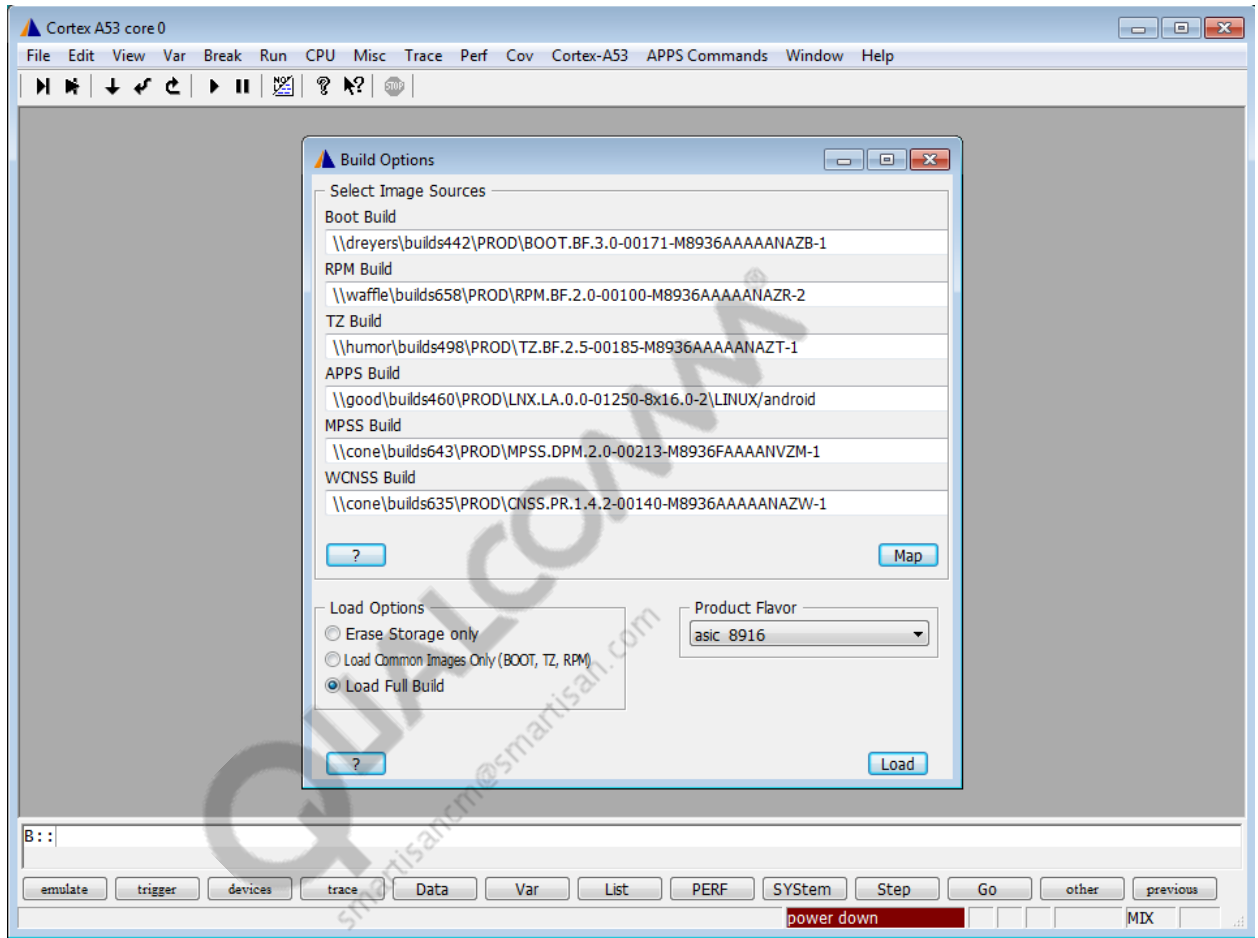 Cortex A53 core 0
File Edit View Var Break Run CPU Misc Trace Perf Cov Cortex-A53 APPS Commands Window Help
STOP
Build Options
Select Image Sources
Boot Build
\\dreyers\builds442\PROD\BOOT.BF.3.0-00171-M8936AAAAANAZB-1
RPM Build
\\waffle\builds658\PROD\RPM.BF.2.0-00100-M8936AAAAANAZR-2
TZ Build
\\humor\builds498\PROD\TZ.BF.2.5-00185-M8936AAAAANAZT-1
APPS Build
\\good\builds460\PROD\LNX.LA.0.0-01250-8x16.0-2\LINUX/android
MPSS Build
\\cone\builds643\PROD\MPSS.DPM.2.0-00213-M8936FAAAANVZM-1
WCNSS Build
\\cone\builds635\PROD\CNSS.PR.1.4.2-00140-M8936AAAAANAZW-1
? Map
Load Options
Erase Storage only
Load Common Images Only (BOOT, TZ, RPM)
Load Full Build
Product Flavor
asic 8916
? Load
QUALCOMM®
smartisancm@smartisan.com
B::
emulate trigger devices trace Data Var List PERF SYStem Step Go other previous
power down MIX